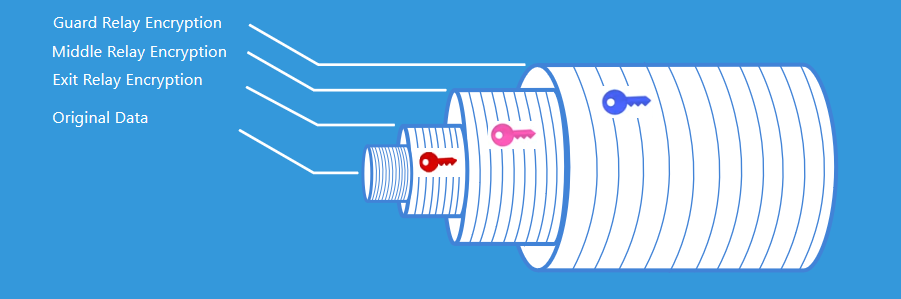 Guard Relay Encryption
Middle Relay Encryption
Exit Relay Encryption
Original Data